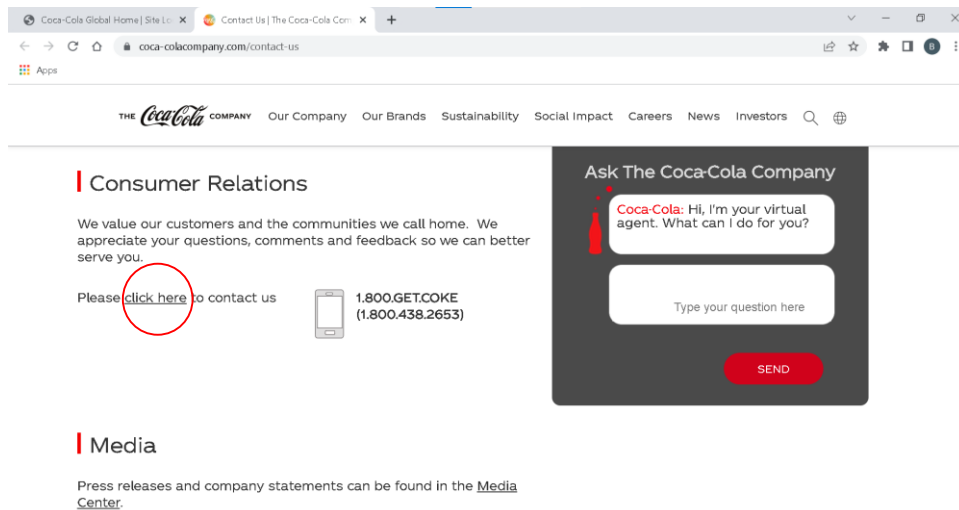 Coca-Cola Global Home | Site Lo
Contact Us | The Coca-Cola Com
coca-colacompany.com/contact-us
B
Apps
THE Coca-Cola COMPANY Our Company Our Brands Sustainability Social Impact Careers News Investors
Consumer Relations
We value our customers and the communities we call home. We
appreciate your questions, comments and feedback so we can better
serve you.
Please click here to contact us
1.800.GET.COKE
(1.800.438.2653)
Ask The Coca-Cola Company
Coca-Cola: Hi, I'm your virtual
agent. What can I do for you?
Type your question here
SEND
Media
Press releases and company statements can be found in the Media
Center.